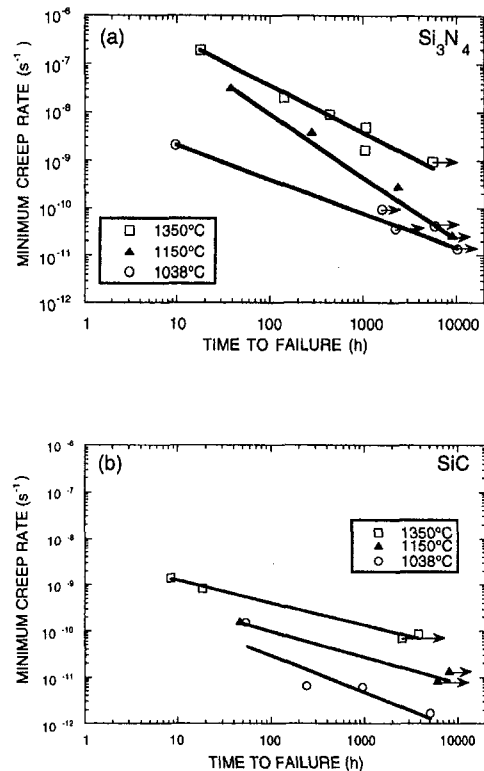 (a) Si₃N₄
10⁻⁶
10⁻⁷
10⁻⁸
10⁻⁹
10⁻¹⁰
10⁻¹¹
10⁻¹²
MINIMUM CREEP RATE (s⁻¹)
1350°C
1150°C
1038°C
1 10 100 1000 10000
TIME TO FAILURE (h)
(b) SiC
10⁻⁶
10⁻⁷
10⁻⁸
10⁻⁹
10⁻¹⁰
10⁻¹¹
10⁻¹²
MINIMUM CREEP RATE (s⁻¹)
1350°C
1150°C
1038°C
1 10 100 1000 10000
TIME TO FAILURE (h)